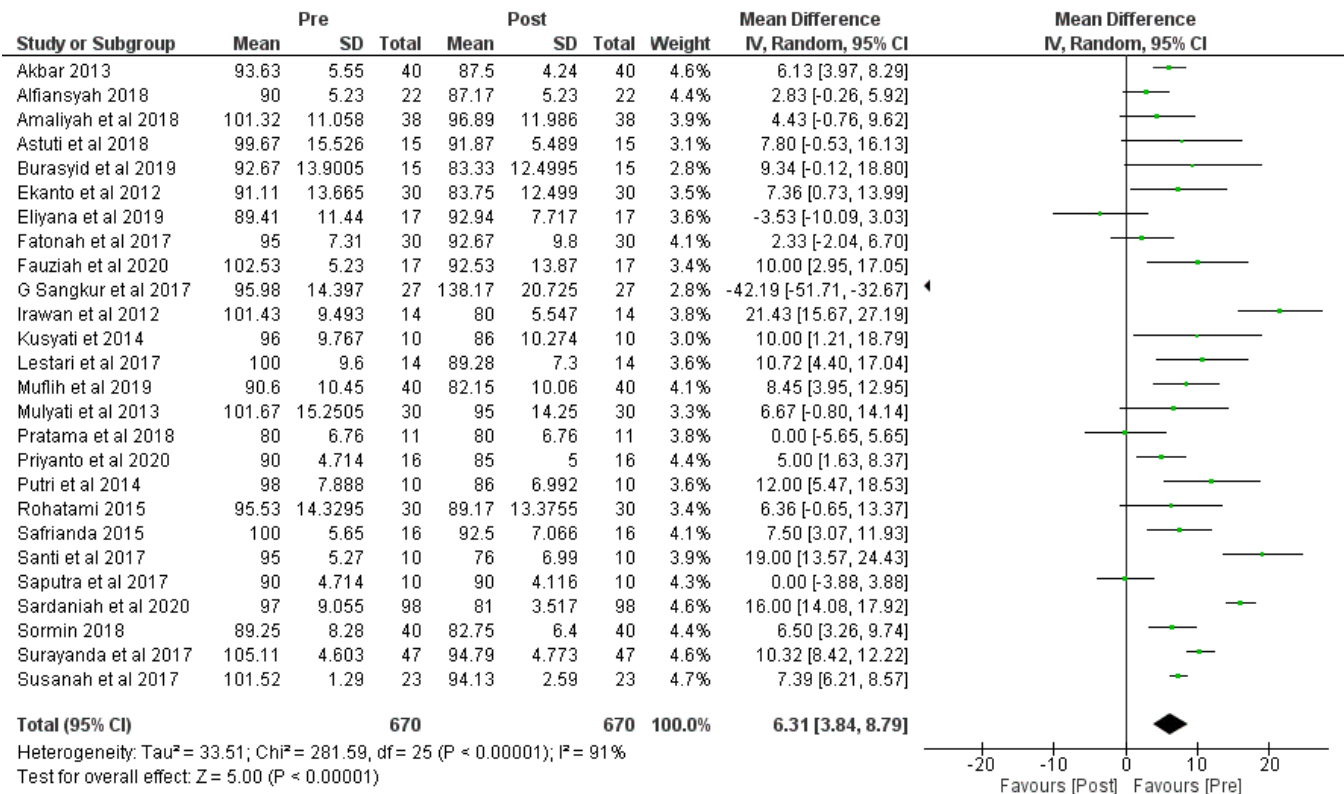 Pre Post Mean Difference Mean Difference
Study or Subgroup Mean SD Total Mean SD Total Weight IV, Random, 95% CI IV, Random, 95% CI
Akbar 2013 93.63 5.55 40 87.5 4.24 40 4.6% 6.13 [3.97, 8.29]
Alfiansyah 2018 90 5.23 22 87.17 5.23 22 4.4% 2.83 [-0.26, 5.92]
Amaliyah et al 2018 101.32 11.058 38 96.89 11.986 38 3.9% 4.43 [-0.76, 9.62]
Astuti et al 2018 99.67 15.526 15 91.87 5.489 15 3.1% 7.80 [-0.53, 16.13]
Burasyid et al 2019 92.67 13.9005 15 83.33 12.4995 15 2.8% 9.34 [-0.12, 18.80]
Ekanto et al 2012 91.11 13.665 30 83.75 12.499 30 3.5% 7.36 [0.73, 13.99]
Eliyana et al 2019 89.41 11.44 17 92.94 7.717 17 3.6% -3.53 [-10.09, 3.03]
Fatonah et al 2017 95 7.31 30 92.67 9.8 30 4.1% 2.33 [-2.04, 6.70]
Fauziah et al 2020 102.53 5.23 17 92.53 13.87 17 3.4% 10.00 [2.95, 17.05]
G Sangkur et al 2017 95.98 14.397 27 138.17 20.725 27 2.8% -42.19 [-51.71, -32.67]
Irawan et al 2012 101.43 9.493 14 80 5.547 14 3.8% 21.43 [15.67, 27.19]
Kusyati et al 2014 96 9.767 10 86 10.274 10 3.0% 10.00 [1.21, 18.79]
Lestari et al 2017 100 9.6 14 89.28 7.3 14 3.6% 10.72 [4.40, 17.04]
Muflih et al 2019 90.6 10.45 40 82.15 10.06 40 4.1% 8.45 [3.95, 12.95]
Mulyati et al 2013 101.67 15.2505 30 95 14.25 30 3.3% 6.67 [-0.80, 14.14]
Pratama et al 2018 80 6.76 11 80 6.76 11 3.8% 0.00 [-5.65, 5.65]
Priyanto et al 2020 90 4.714 16 85 5 16 4.4% 5.00 [1.63, 8.37]
Putri et al 2014 98 7.888 10 86 6.992 10 3.6% 12.00 [5.47, 18.53]
Rohatami 2015 95.53 14.3295 30 89.17 13.3755 30 3.4% 6.36 [-0.65, 13.37]
Safrianda 2015 100 5.65 16 92.5 7.066 16 4.1% 7.50 [3.07, 11.93]
Santi et al 2017 95 5.27 10 76 6.99 10 3.9% 19.00 [13.57, 24.43]
Saputra et al 2017 90 4.714 10 90 4.116 10 4.3% 0.00 [-3.88, 3.88]
Sardaniah et al 2020 97 9.055 98 81 3.517 98 4.6% 16.00 [14.08, 17.92]
Sormin 2018 89.25 8.28 40 82.75 6.4 40 4.4% 6.50 [3.26, 9.74]
Surayanda et al 2017 105.11 4.603 47 94.79 4.773 47 4.6% 10.32 [8.42, 12.22]
Susanah et al 2017 101.52 1.29 23 94.13 2.59 23 4.7% 7.39 [6.21, 8.57]
Total (95% CI) 670 670 100.0% 6.31 [3.84, 8.79]
Heterogeneity: Tau² = 33.51; Chi² = 281.59, df = 25 (P < 0.00001); I² = 91%
Test for overall effect: Z = 5.00 (P < 0.00001)
-20 -10 0 10 20
Favours [Post] Favours [Pre]